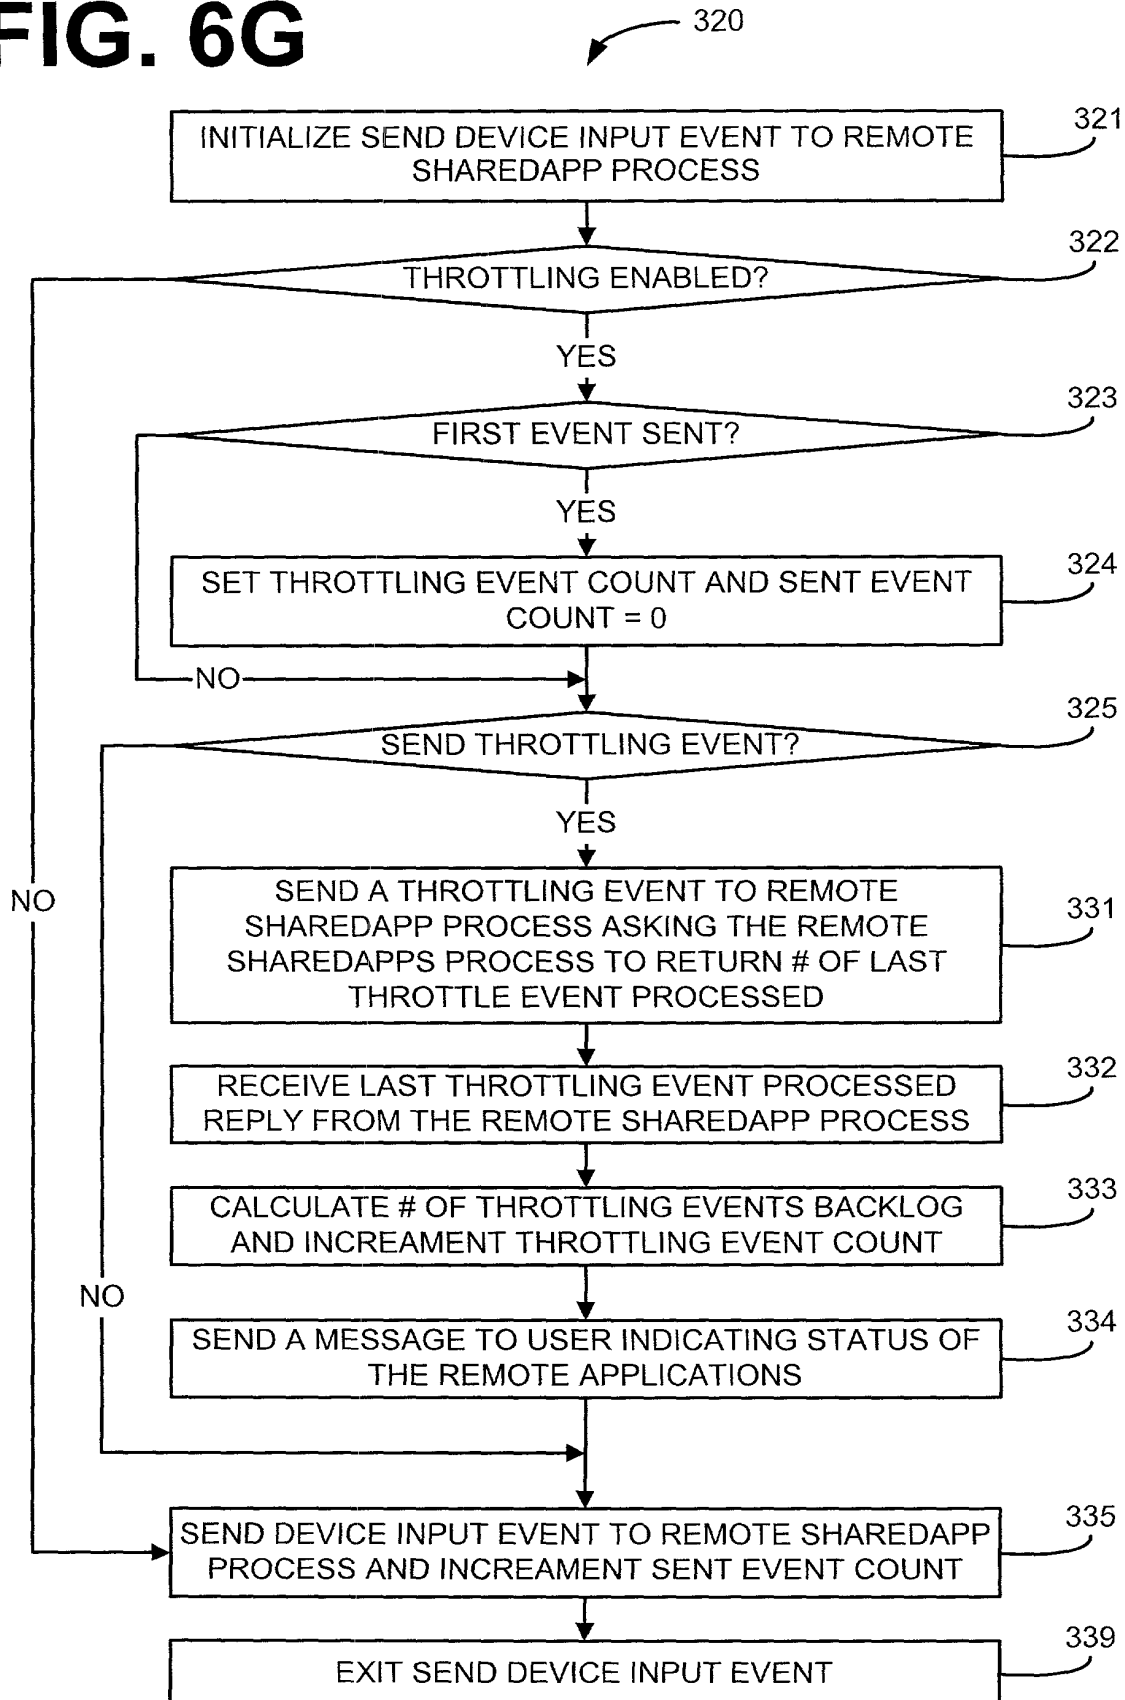 FIG. 6G
320
INITIALIZE SEND DEVICE INPUT EVENT TO REMOTE
SHAREDAPP PROCESS
321
THROTTLING ENABLED?
322
YES
FIRST EVENT SENT?
323
YES
SET THROTTLING EVENT COUNT AND SENT EVENT
COUNT = 0
324
NO
SEND THROTTLING EVENT?
325
YES
SEND A THROTTLING EVENT TO REMOTE
SHAREDAPP PROCESS ASKING THE REMOTE
SHAREDAPPS PROCESS TO RETURN # OF LAST
THROTTLE EVENT PROCESSED
331
NO
RECEIVE LAST THROTTLING EVENT PROCESSED
REPLY FROM THE REMOTE SHAREDAPP PROCESS
332
CALCULATE # OF THROTTLING EVENTS BACKLOG
AND INCREAMENT THROTTLING EVENT COUNT
333
NO
SEND A MESSAGE TO USER INDICATING STATUS OF
THE REMOTE APPLICATIONS
334
SEND DEVICE INPUT EVENT TO REMOTE SHAREDAPP
PROCESS AND INCREAMENT SENT EVENT COUNT
335
EXIT SEND DEVICE INPUT EVENT
339